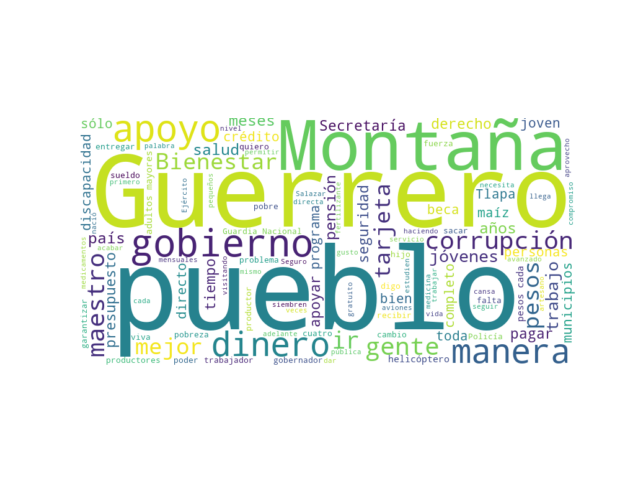 sólo
entregar
nivel
palabra
acabar
apoyo
meses
crédito
quiero
permitir
salud
Bienestar
Secretaría
Montaña
derecho
fuerza
joven
aprovecho
discapacidad
sueldo
primero
nació
adultos mayores
Ejército
pequeños
Guerrero
pobre
Salazar
directa
pensión
programa
fertilizante
seguridad
tarjeta
beca
maíz
Tlapa
necesita
llega
años
compromiso
Guardia Nacional
país
gobierno
haciendo
sacar
servicio
corrupción
personas
medicamentos
garantizar
maestro
presupuesto
mensuales
directo
tiempo
visitando
Seguro
mismo
gusto
hijo
jóvenes
avanzado
cada
productor
apoyar
gratuito
digo
aviones
bien
recibir
estudien
medicina
trabajar
vida
completo
cansa
falta
seguir
pesos cada
pesos
trabajo
municipios
pueblo
siembren
veces
viva
mejor
pobreza
dinero
adelante
cuatro
ir
cambio
gente
toda
Policía
pagar
productores
poder
trabajador
gobernador
dar
pública
helicóptero
problema
manera